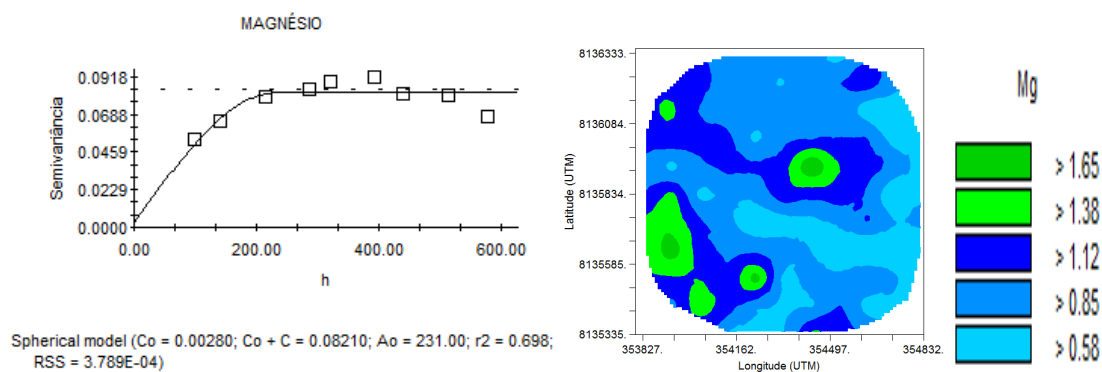 MAGNÉSIO
0.0918
0.0688
0.0459
0.0229
0.0000
Semivariância
0.00 200.00 400.00 600.00
h
Spherical model (Co = 0.00280; Co + C = 0.08210; Ao = 231.00; r2 = 0.698;
RSS = 3.789E-04)
8136333.
8136084.
8135834.
8135585.
8135335.
Latitude (UTM)
353827. 354162. 354497. 354832.
Longitude (UTM)
Mg
> 1.65
> 1.38
> 1.12
> 0.85
> 0.58